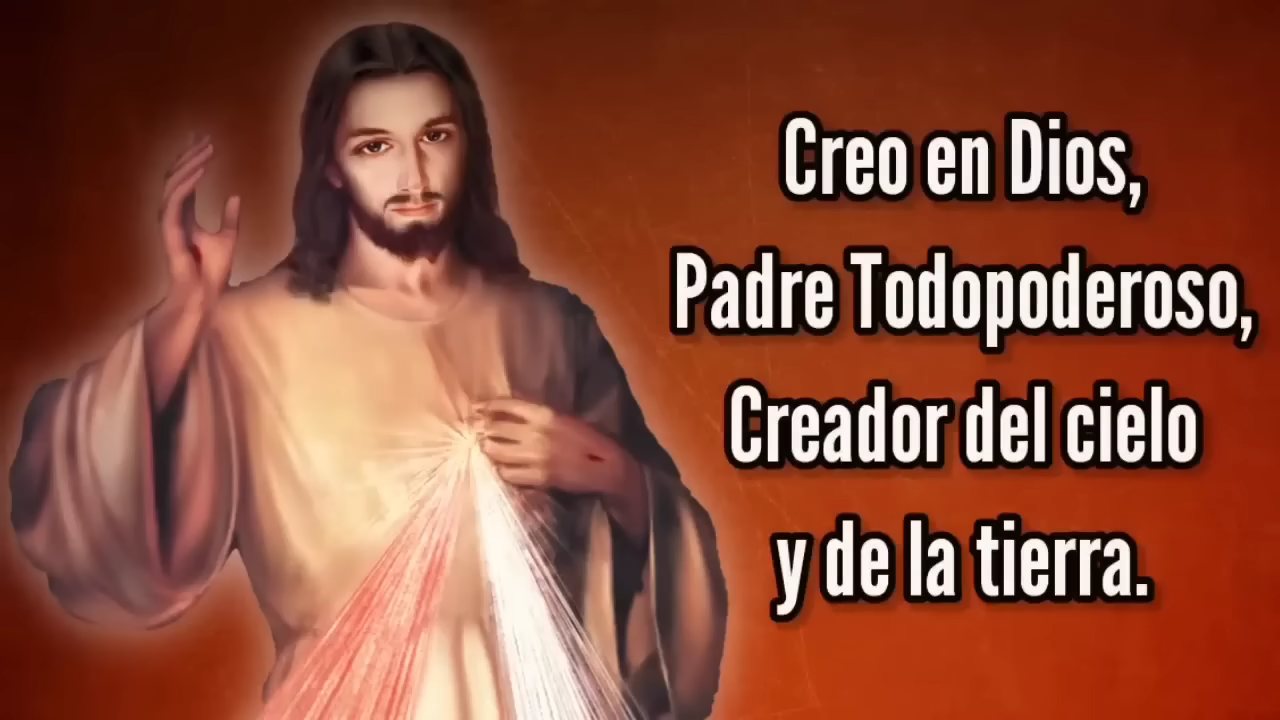 Creo en Dios,
Padre Todopoderoso,
Creador del cielo
y de la tierra.